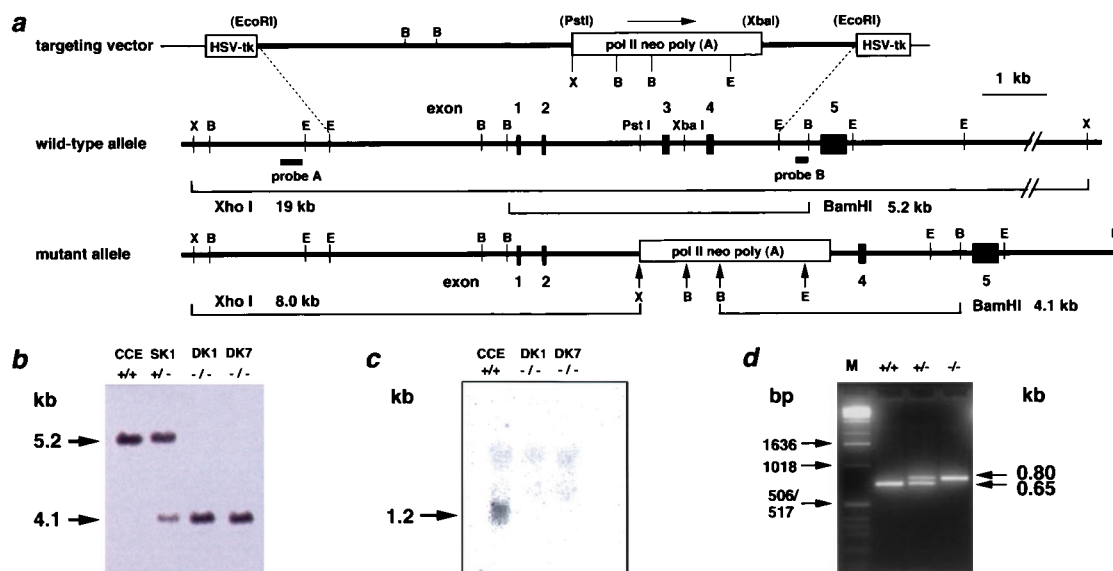 a
(EcoRI) (PstI) (XbaI) (EcoRI)
B B
targeting vector HSV-tk pol II neo poly (A) HSV-tk
X B B E
1 kb
exon 1 2 3 4 5
X B E E B B Pst I Xba I E B E E X
wild-type allele
probe A probe B
Xho I 19 kb BamHI 5.2 kb
mutant allele X B E E B B pol II neo poly (A) E B E
exon 1 2 4 5
X B B E
Xho I 8.0 kb BamHI 4.1 kb
b
CCE SK1 DK1 DK7
+/+ +/- -/- -/-
kb
5.2
4.1
c
CCE DK1 DK7
+/+ -/- -/-
kb
1.2
d
M +/+ +/- -/-
bp kb
1636
1018
506/
517
0.80
0.65